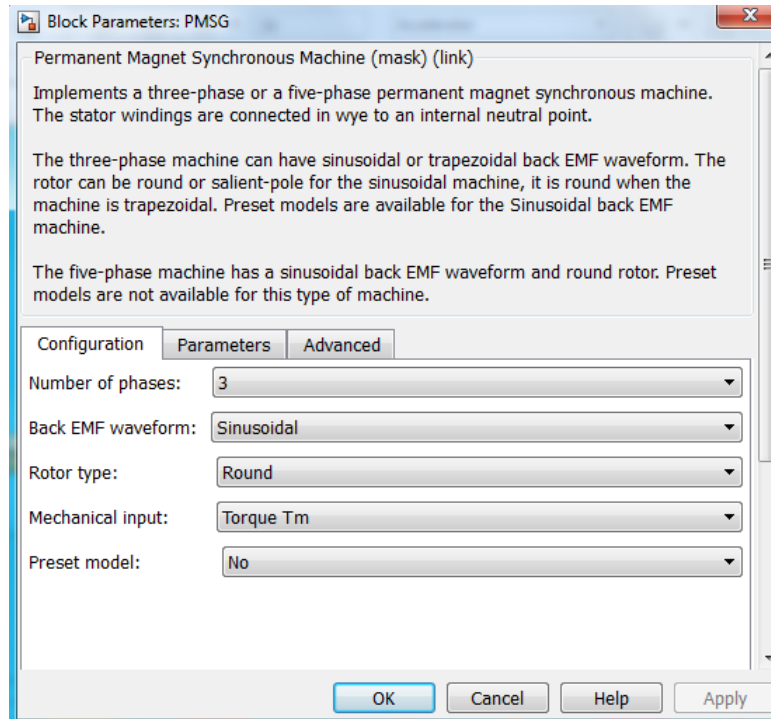 Block Parameters: PMSG
Permanent Magnet Synchronous Machine (mask) (link)
Implements a three-phase or a five-phase permanent magnet synchronous machine.
The stator windings are connected in wye to an internal neutral point.
The three-phase machine can have sinusoidal or trapezoidal back EMF waveform. The
rotor can be round or salient-pole for the sinusoidal machine, it is round when the
machine is trapezoidal. Preset models are available for the Sinusoidal back EMF
machine.
The five-phase machine has a sinusoidal back EMF waveform and round rotor. Preset
models are not available for this type of machine.
Configuration Parameters Advanced
Number of phases: 3
Back EMF waveform: Sinusoidal
Rotor type: Round
Mechanical input: Torque Tm
Preset model: No
OK Cancel Help Apply